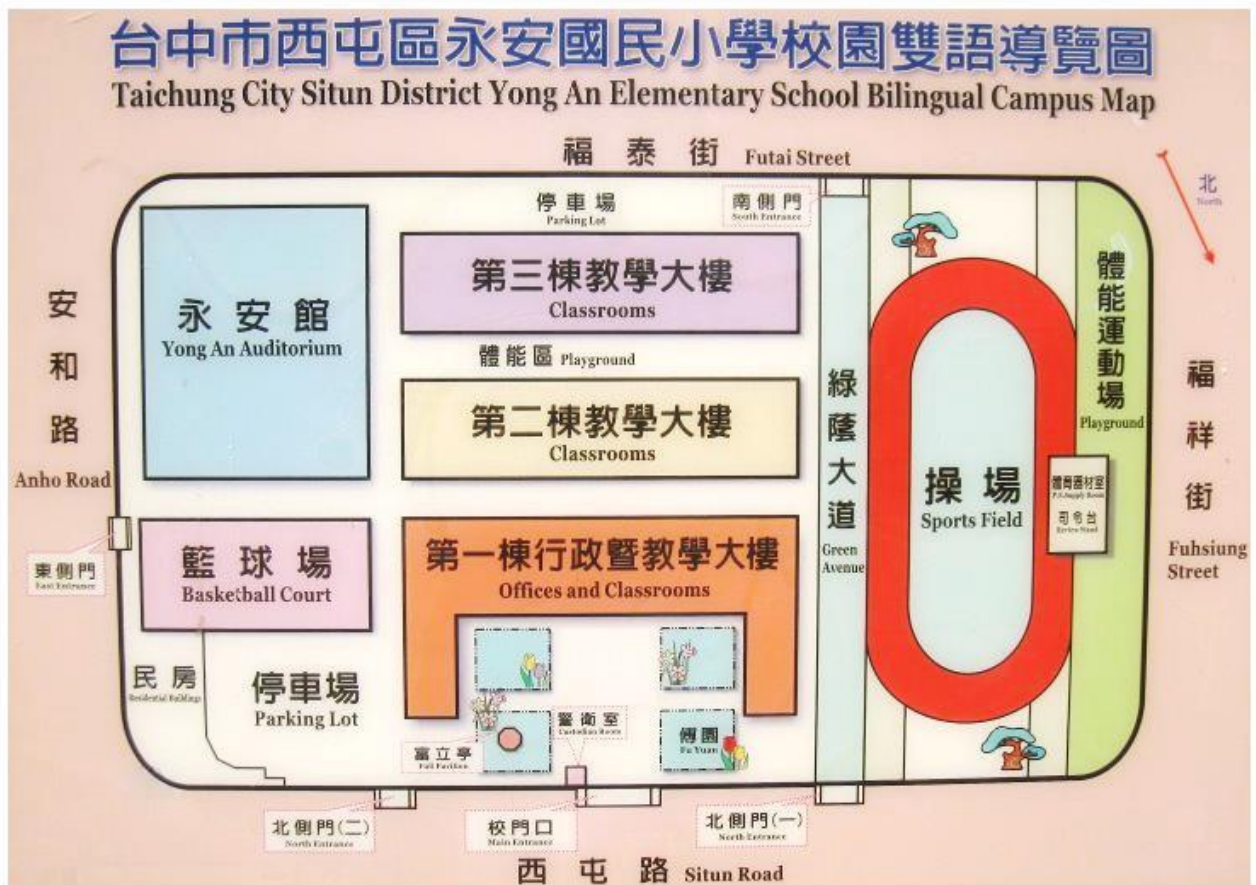 台中市西屯區永安國民小學校園雙語導覽圖
Taichung City Situn District Yong An Elementary School Bilingual Campus Map
福泰街 Futai Street
北
North
停車場
Parking Lot
南側門
South Entrance
第三棟教學大樓
Classrooms
永安館
Yong An Auditorium
體能區 Playground
第二棟教學大樓
Classrooms
安和路
Anho Road
綠蔭大道
Green
Avenue
操場
Sports Field
體能運動場
Playground
體育器材室
P.S.Supply Room
司令台
Review Stand
福祥街
Fuhsiung
Street
東側門
East Entrance
籃球場
Basketball Court
第一棟行政暨教學大樓
Offices and Classrooms
民房
Residential Buildings
停車場
Parking Lot
富立亭
Fuli Pavilion
警衛室
Custodian Room
傅園
Fu Yuan
北側門(二)
North Entrance
校門口
Main Entrance
北側門(一)
North Entrance
西屯路 Situn Road